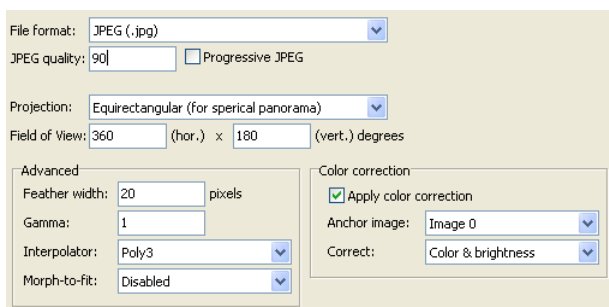 File format: JPEG (.jpg)
JPEG quality: 90 Progressive JPEG
Projection: Equirectangular (for sperical panorama)
Field of View: 360 (hor.) x 180 (vert.) degrees
Advanced
Feather width: 20 pixels
Gamma: 1
Interpolator: Poly3
Morph-to-fit: Disabled
Color correction
Apply color correction
Anchor image: Image 0
Correct: Color & brightness